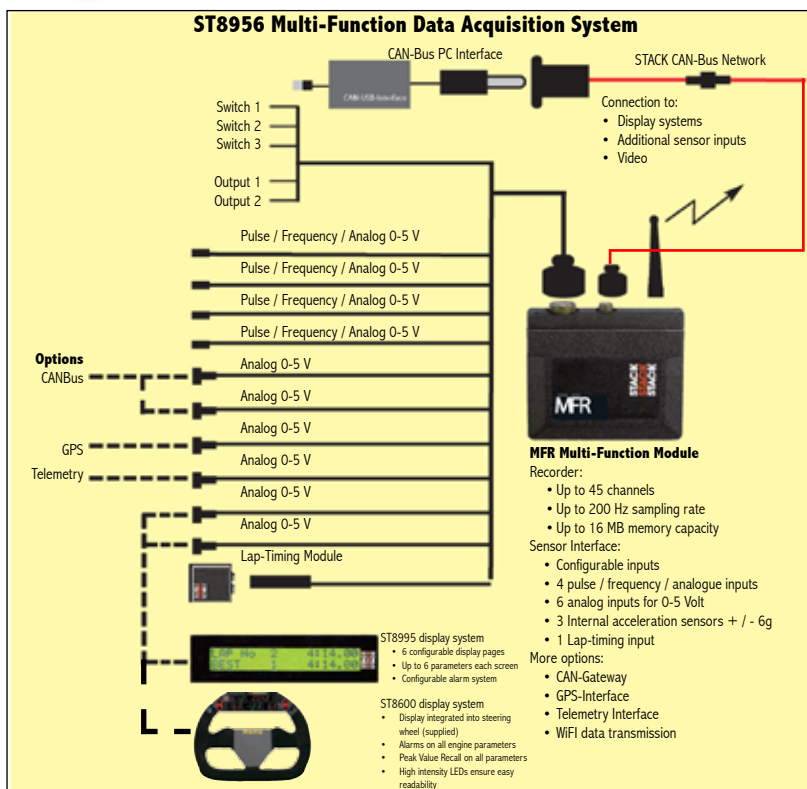 ST8956 Multi-Function Data Acquisition System
CAN-Bus PC Interface
STACK CAN-Bus Network
CAN-USB-Interface
Connection to:
• Display systems
• Additional sensor inputs
• Video
Switch 1
Switch 2
Switch 3
Output 1
Output 2
Pulse / Frequency / Analog 0-5 V
Pulse / Frequency / Analog 0-5 V
Pulse / Frequency / Analog 0-5 V
Pulse / Frequency / Analog 0-5 V
Options
CANBus
GPS
Telemetry
Analog 0-5 V
Analog 0-5 V
Analog 0-5 V
Analog 0-5 V
Analog 0-5 V
Analog 0-5 V
Lap-Timing Module
STACK
STACK
STACK
MFR
MFR Multi-Function Module
Recorder:
• Up to 45 channels
• Up to 200 Hz sampling rate
• Up to 16 MB memory capacity
Sensor Interface:
• Configurable inputs
• 4 pulse / frequency / analogue inputs
• 6 analog inputs for 0-5 Volt
• 3 Internal acceleration sensors + / - 6g
• 1 Lap-timing input
More options:
• CAN-Gateway
• GPS-Interface
• Telemetry Interface
• WiFI data transmission
LAP No 2 4:14.00
BEST 1 4:14.00
ST8995 display system
• 6 configurable display pages
• Up to 6 parameters each screen
• Configurable alarm system
ST8600 display system
• Display integrated into steering
wheel (supplied)
• Alarms on all engine parameters
• Peak Value Recall on all parameters
• High intensity LEDs ensure easy
readability